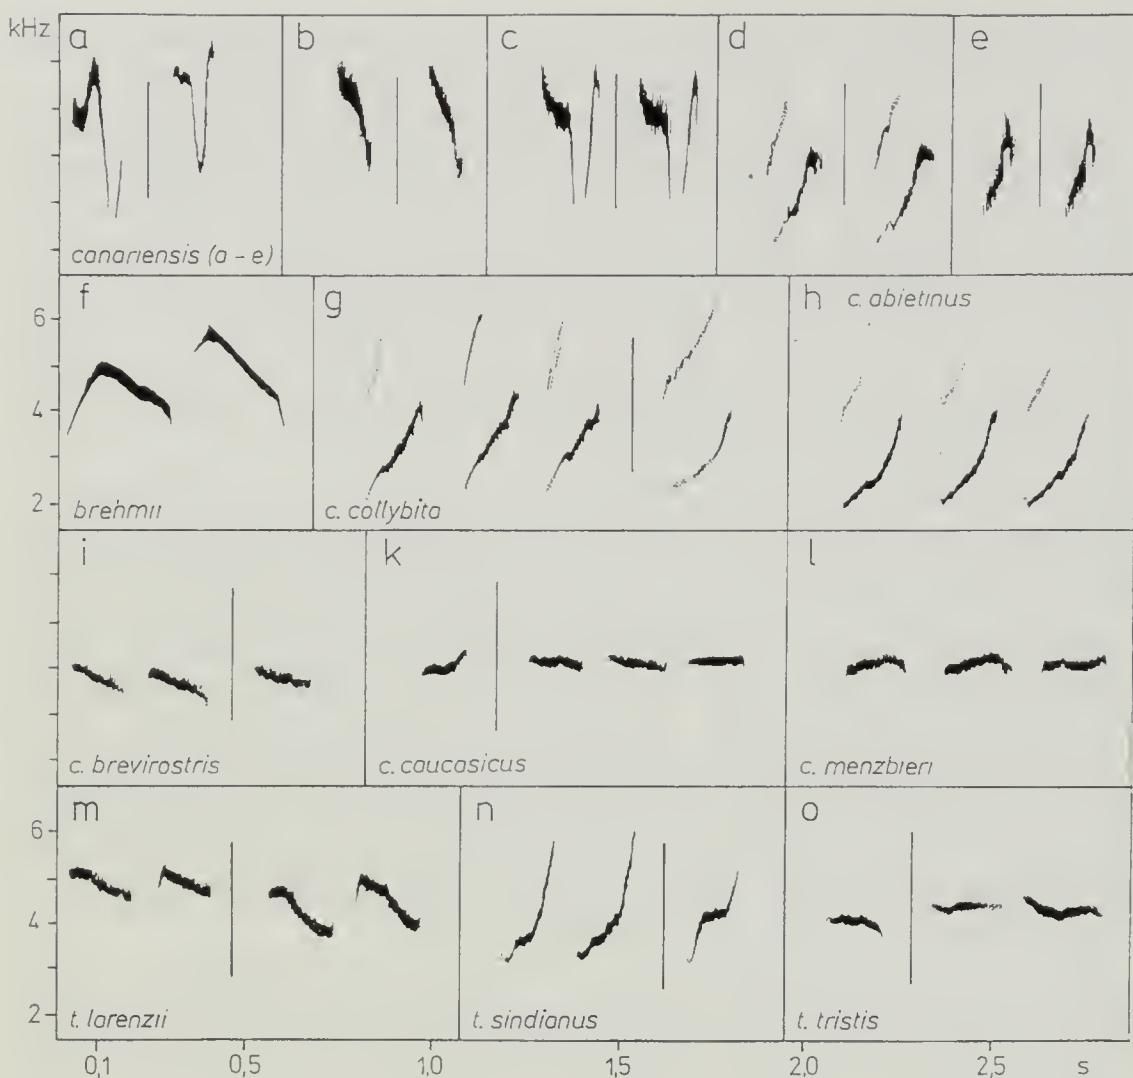 kHz
a b c d e
canariensis (a - e)
f g h c. abietinus
6
4
2
brehmii c. collybita
i k l
c. brevirostris c. caucasicus c. menzbieri
m n o
6
4
2
t. lorenzii t. sindianus t. tristis
0,1 0,5 1,0 1,5 2,0 2,5 s